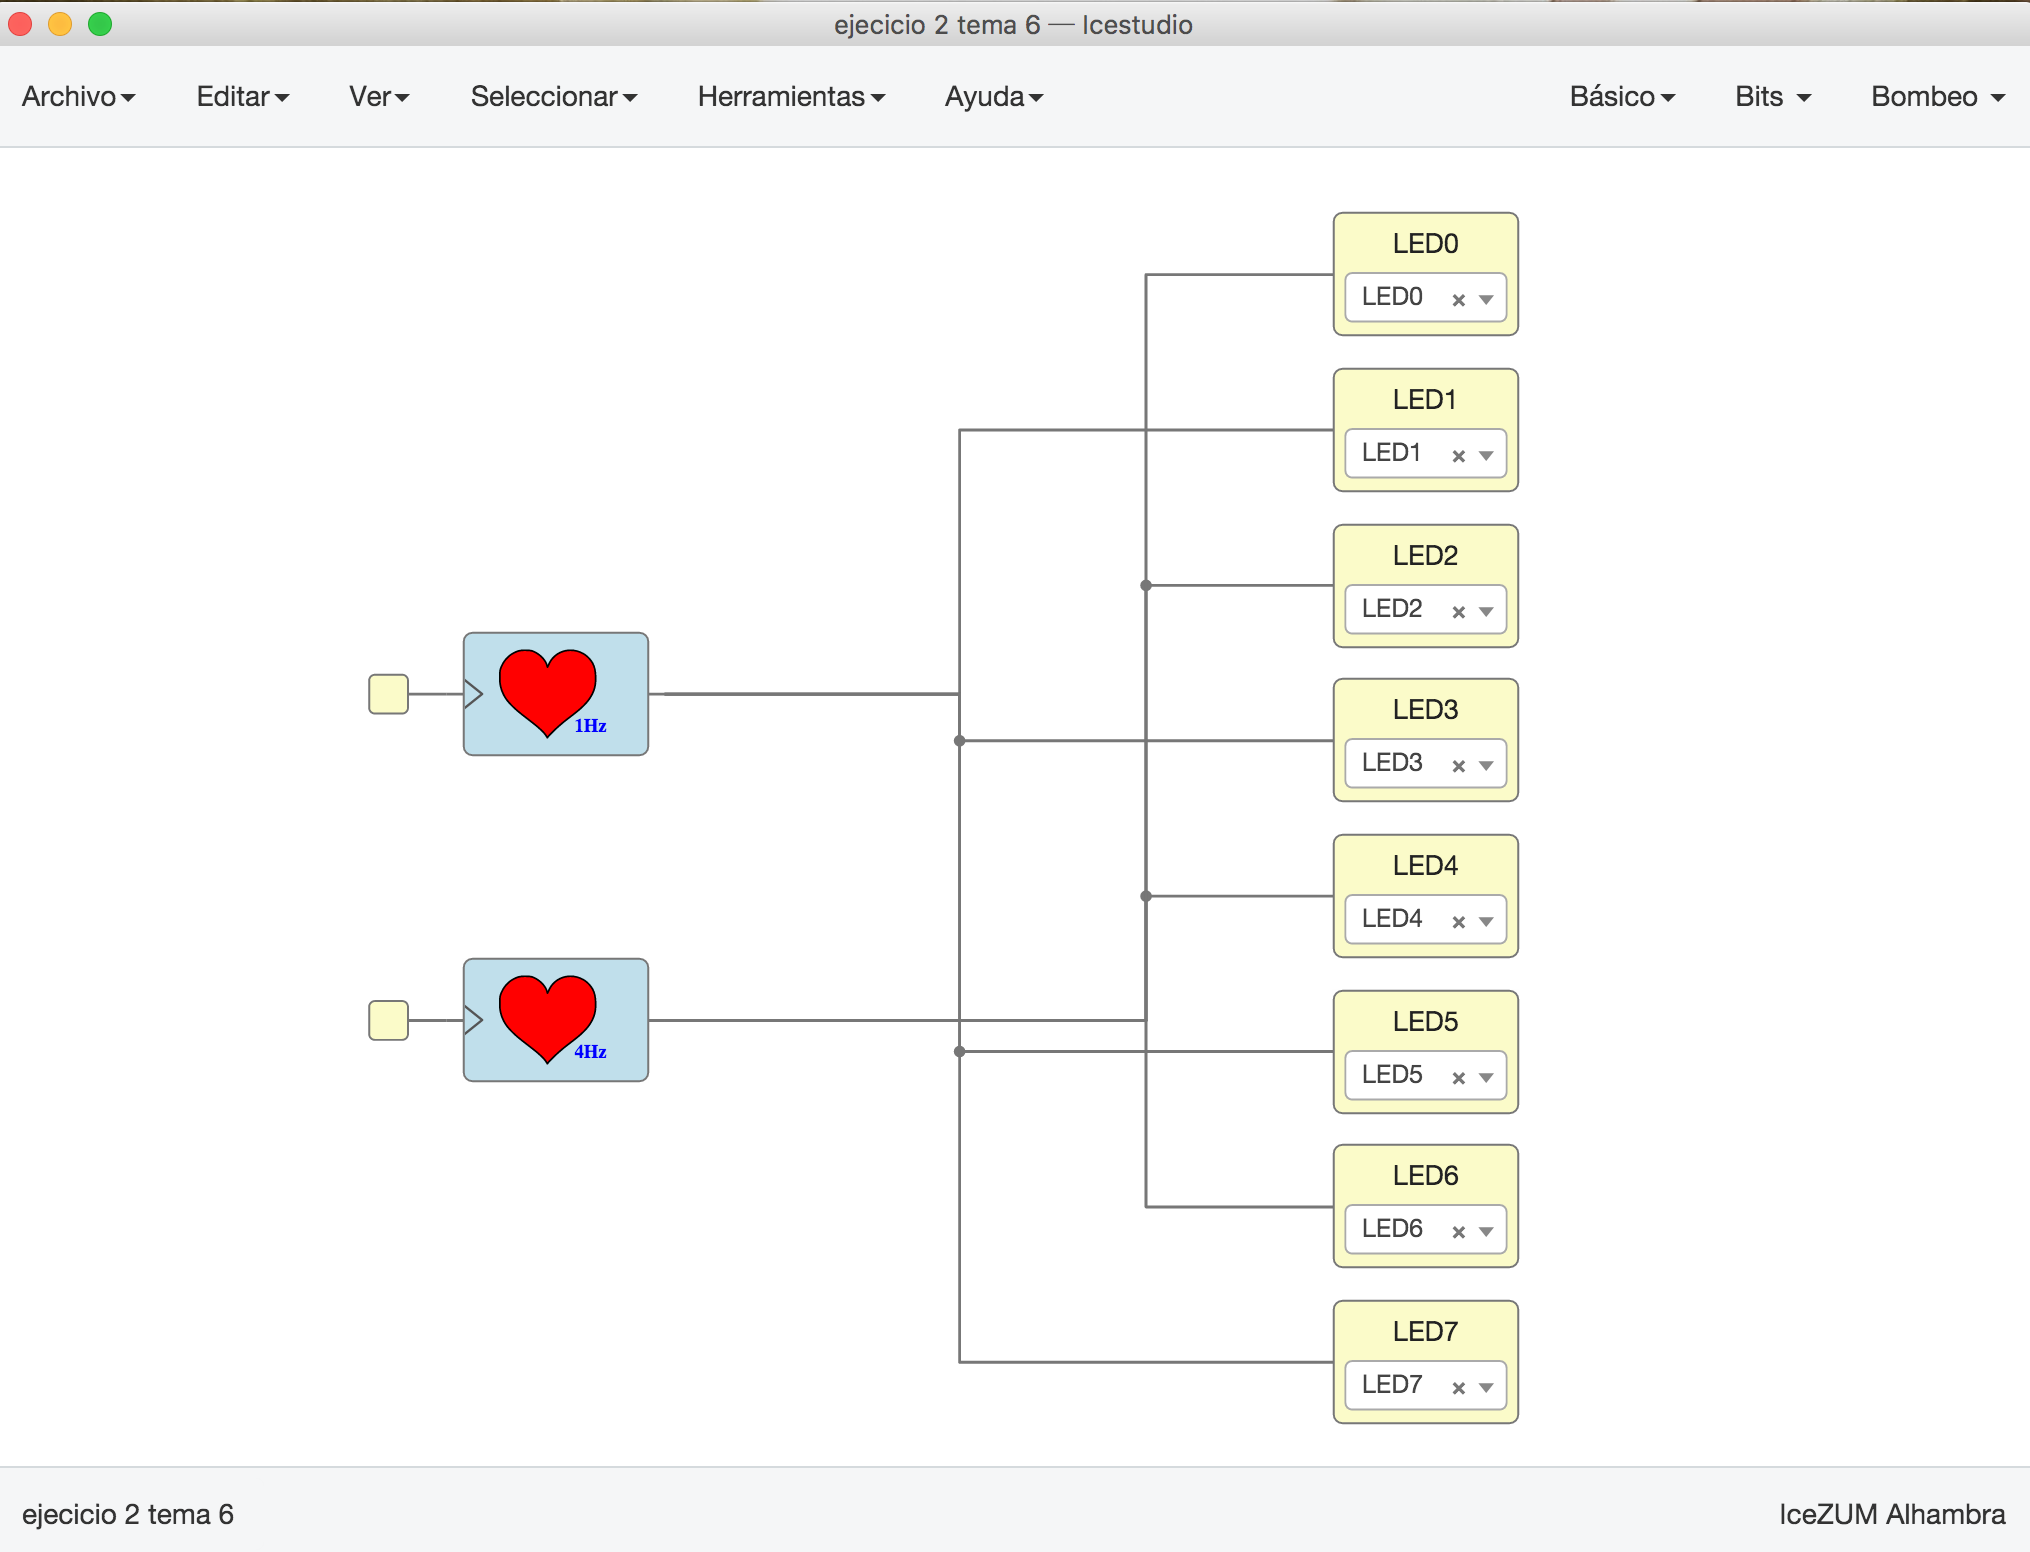 ejecicio 2 tema 6 — Icestudio
Archivo Editar Ver Seleccionar Herramientas Ayuda Básico Bits Bombeo
LED0
LED0
LED1
LED1
LED2
LED2
1Hz
LED3
LED3
LED4
LED4
4Hz
LED5
LED5
LED6
LED6
LED7
LED7
ejecicio 2 tema 6
IceZUM Alhambra